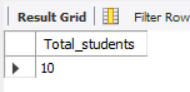 Result Grid Filter Row
Total_students
10